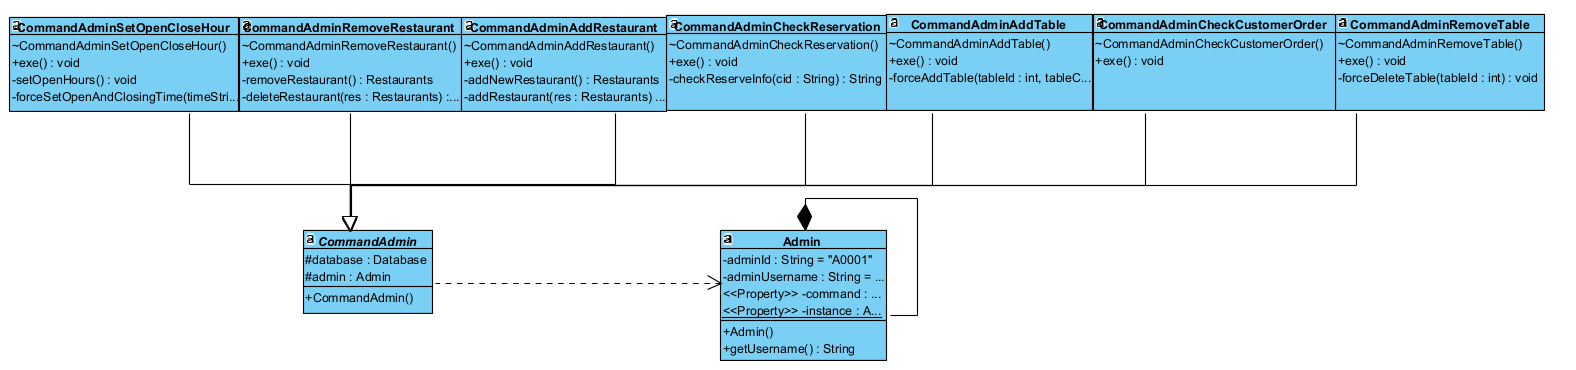 CommandAdminSetOpenCloseHour
~CommandAdminSetOpenCloseHour()
+exe() : void
-setOpenHours() : void
-forceSetOpenAndClosingTime(timeStri...
CommandAdminRemoveRestaurant
~CommandAdminRemoveRestaurant()
+exe() : void
-removeRestaurant() : Restaurants
-deleteRestaurant(res : Restaurants) :...
CommandAdminAddRestaurant
~CommandAdminAddRestaurant()
+exe() : void
-addNewRestaurant() : Restaurants
-addRestaurant(res : Restaurants) ...
CommandAdminCheckReservation
~CommandAdminCheckReservation()
+exe() : void
-checkReserveInfo(cid : String) : String
CommandAdminAddTable
~CommandAdminAddTable()
+exe() : void
-forceAddTable(tableId : int, tableC...
CommandAdminCheckCustomerOrder
~CommandAdminCheckCustomerOrder()
+exe() : void
CommandAdminRemoveTable
~CommandAdminRemoveTable()
+exe() : void
-forceDeleteTable(tableId : int) : void
CommandAdmin
#database : Database
#admin : Admin
+CommandAdmin()
Admin
-adminId : String = "A0001"
-adminUsername : String = ...
<<Property>> -command : ...
<<Property>> -instance : A...
+Admin()
+getUsername() : String